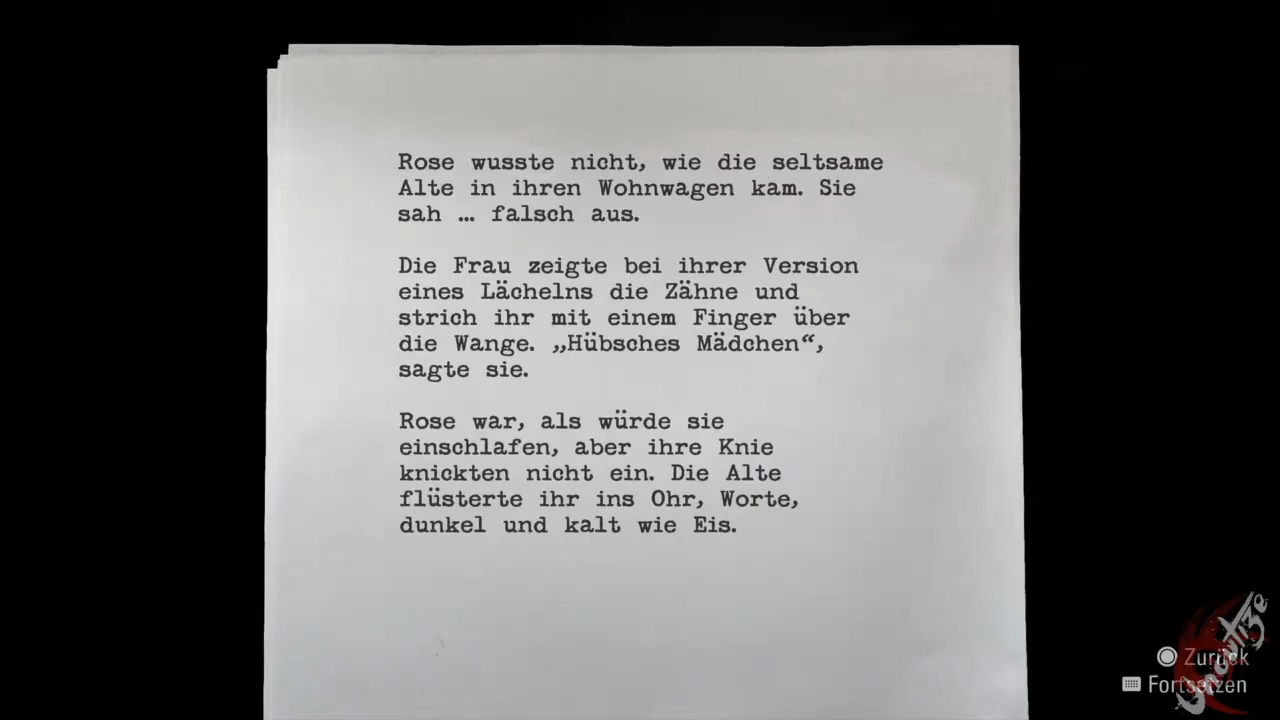 Rose wusste nicht, wie die seltsame
Alte in ihren Wohnwagen kam. Sie
sah … falsch aus.
Die Frau zeigte bei ihrer Version
eines Lächelns die Zähne und
strich ihr mit einem Finger über
die Wange. „Hübsches Mädchen“,
sagte sie.
Rose war, als würde sie
einschlafen, aber ihre Knie
knickten nicht ein. Die Alte
flüsterte ihr ins Ohr, Worte,
dunkel und kalt wie Eis.
Zurück
Fortsetzen